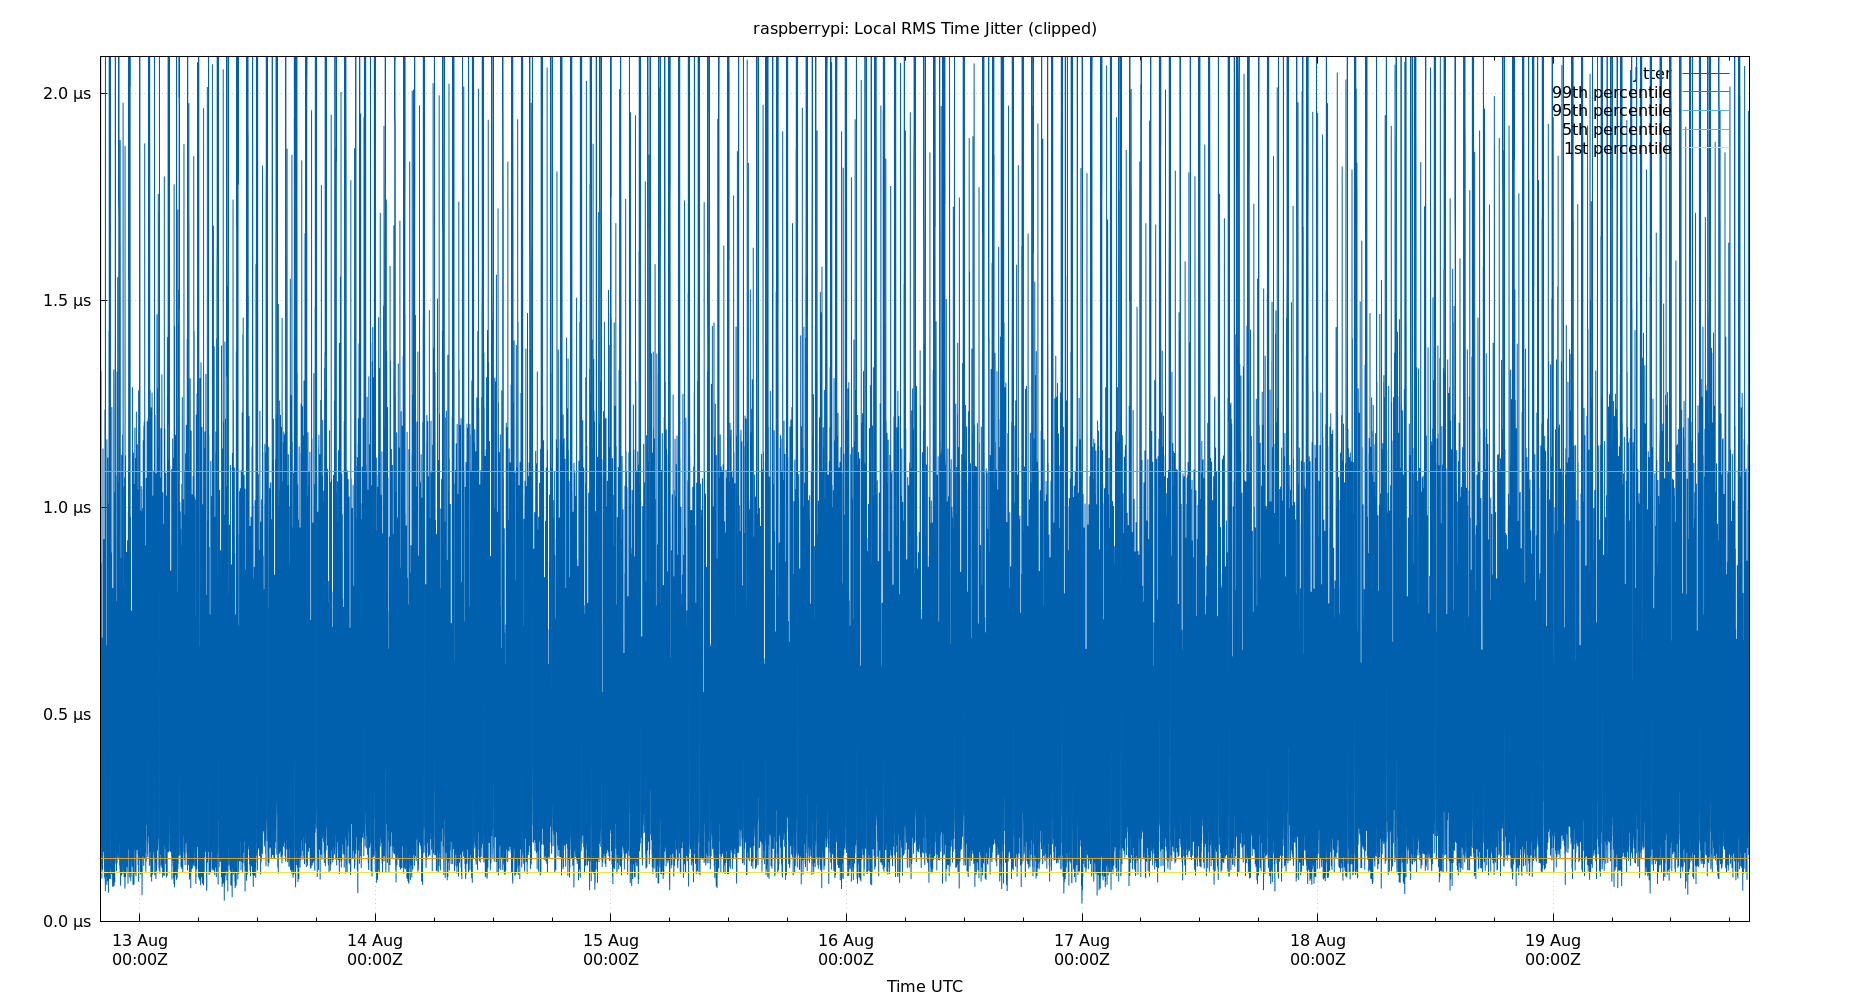 raspberrypi: Local RMS Time Jitter (clipped)
2.0 µs
1.5 µs
1.0 µs
0.5 µs
0.0 µs
jitter
99th percentile
95th percentile
5th percentile
1st percentile
13 Aug 14 Aug 15 Aug 16 Aug 17 Aug 18 Aug 19 Aug
00:00Z 00:00Z 00:00Z 00:00Z 00:00Z 00:00Z 00:00Z
Time UTC